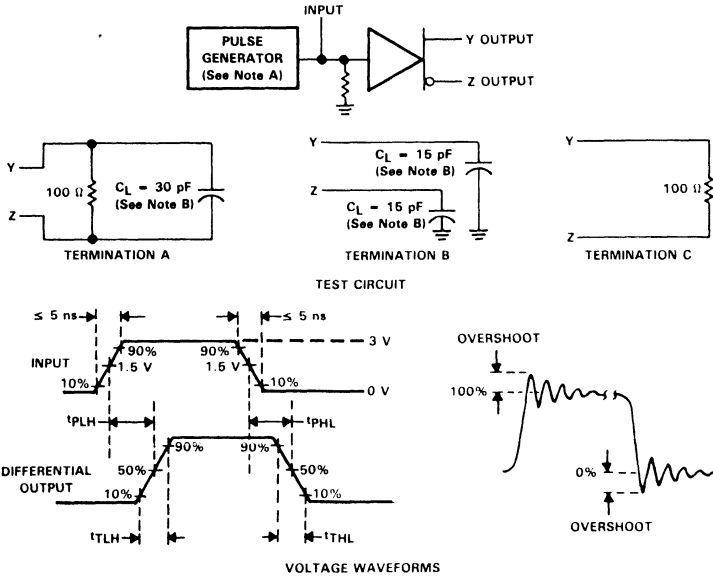 INPUT
PULSE
GENERATOR
(See Note A)
Y OUTPUT
Z OUTPUT
Y
100 Ω
CL = 30 pF
(See Note B)
Z
TERMINATION A
Y
CL = 15 pF
(See Note B)
Z
CL = 15 pF
(See Note B)
TERMINATION B
Y
100 Ω
Z
TERMINATION C
TEST CIRCUIT
≤ 5 ns
≤ 5 ns
3 V
90%
90%
INPUT
1.5 V
1.5 V
10%
10%
0 V
tPLH
tPHL
90%
90%
DIFFERENTIAL
OUTPUT
50%
50%
10%
10%
tTLH
tTHL
OVERSHOOT
100%
0%
OVERSHOOT
VOLTAGE WAVEFORMS